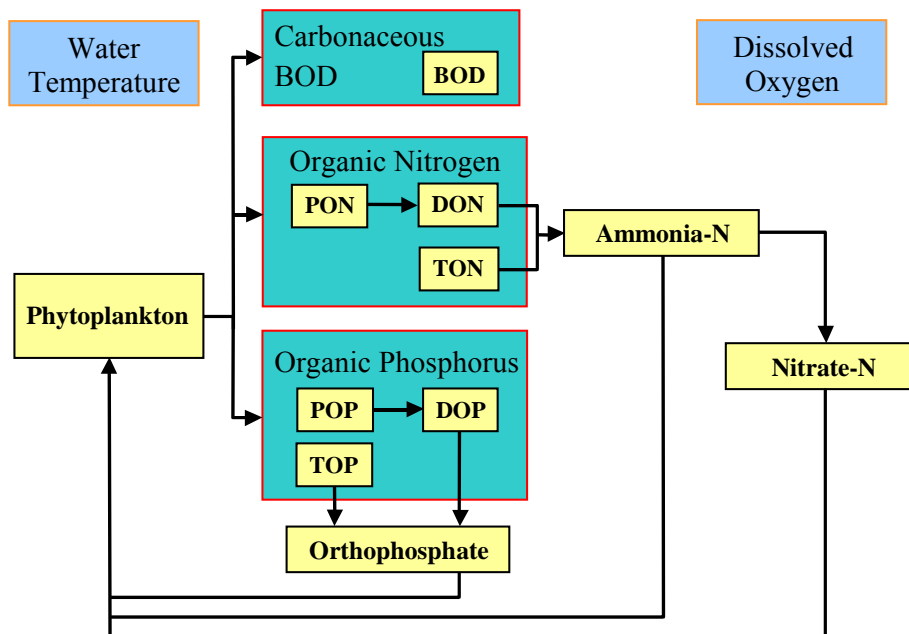 Water
Temperature
Carbonaceous
BOD
BOD
Dissolved
Oxygen
Organic Nitrogen
PON
DON
TON
Ammonia-N
Phytoplankton
Nitrate-N
Organic Phosphorus
POP
DOP
TOP
Orthophosphate